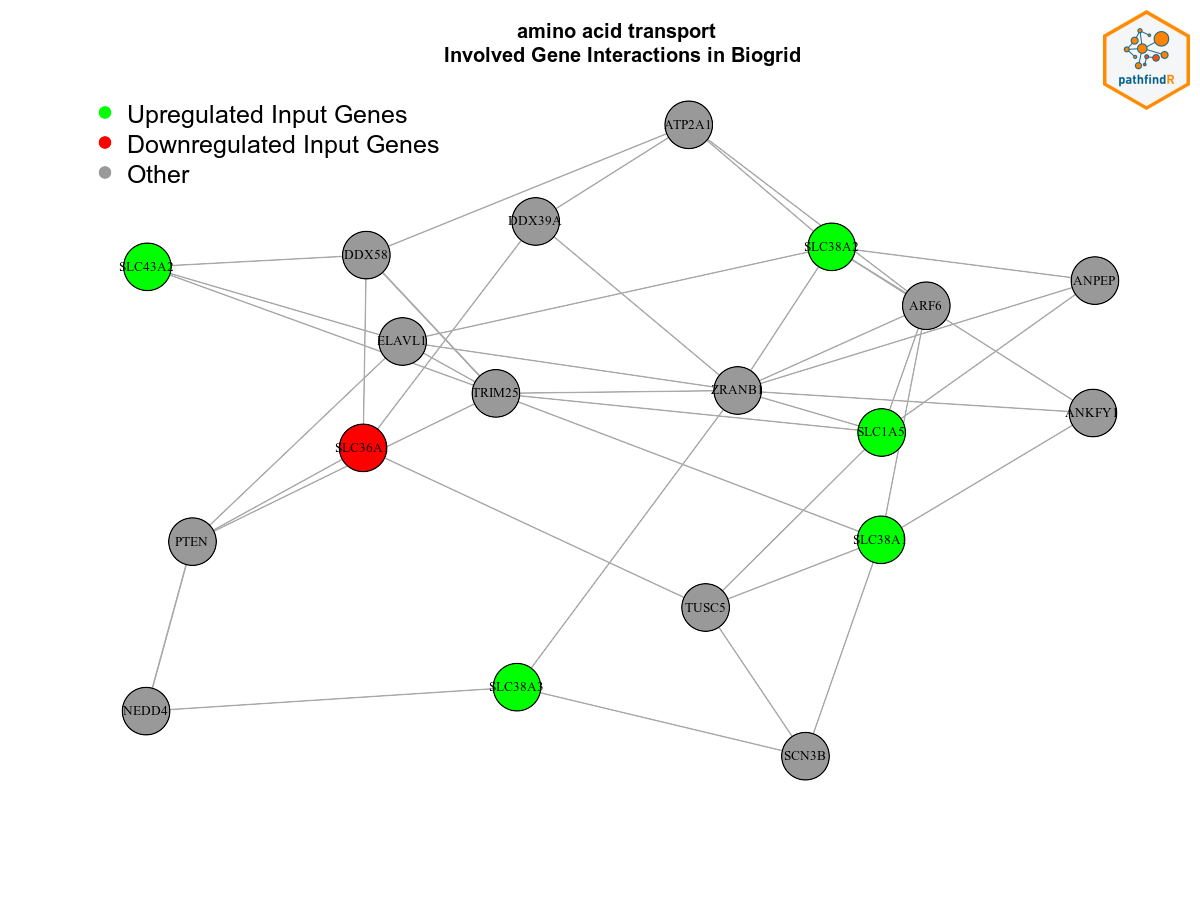 amino acid transport
Involved Gene Interactions in Biogrid
pathfindR
Upregulated Input Genes
Downregulated Input Genes
Other
ATP2A1
DDX39A
SLC38A2
DDX58
SLC43A2
ANPEP
ARF6
ELAVL1
ZRANB1
TRIM25
ANKFY1
SLC1A5
SLC36A
SLC38A
PTEN
TUSC5
SLC38A3
NEDD4
SCN3B